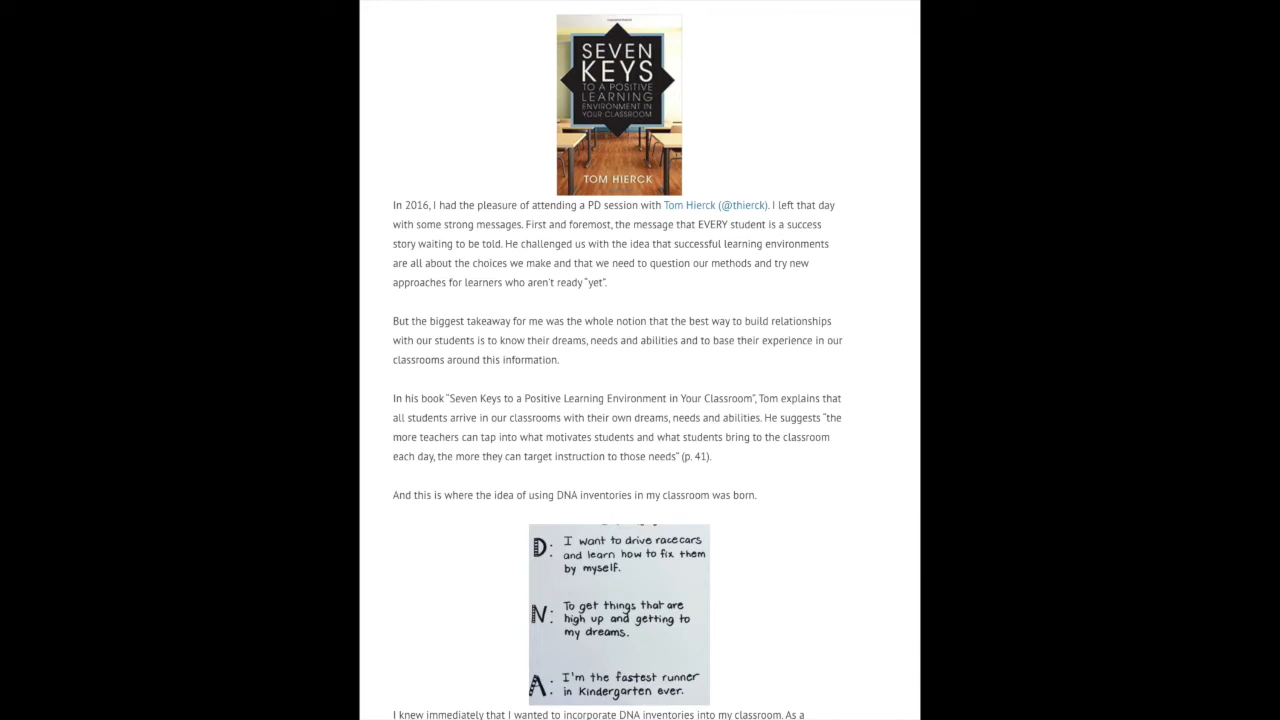 SEVEN
KEYS
TO A POSITIVE
LEARNING
ENVIRONMENT IN
YOUR CLASSROOM
TOM HIERCK
In 2016, I had the pleasure of attending a PD session with Tom Hierck (@thierck). I left that day
with some strong messages. First and foremost, the message that EVERY student is a success
story waiting to be told. He challenged us with the idea that successful learning environments
are all about the choices we make and that we need to question our methods and try new
approaches for learners who aren't ready "yet".
But the biggest takeaway for me was the whole notion that the best way to build relationships
with our students is to know their dreams, needs and abilities and to base their experience in our
classrooms around this information.
In his book "Seven Keys to a Positive Learning Environment in Your Classroom", Tom explains that
all students arrive in our classrooms with their own dreams, needs and abilities. He suggests "the
more teachers can tap into what motivates students and what students bring to the classroom
each day, the more they can target instruction to those needs" (p. 41).
And this is where the idea of using DNA inventories in my classroom was born.
D: I want to drive racecars
and learn how to fix them
by myself.
N: To get things that are
high up and getting to
my dreams.
A: I'm the fastest runner
in Kindergarten ever.
I knew immediately that I wanted to incorporate DNA inventories into my classroom. As a